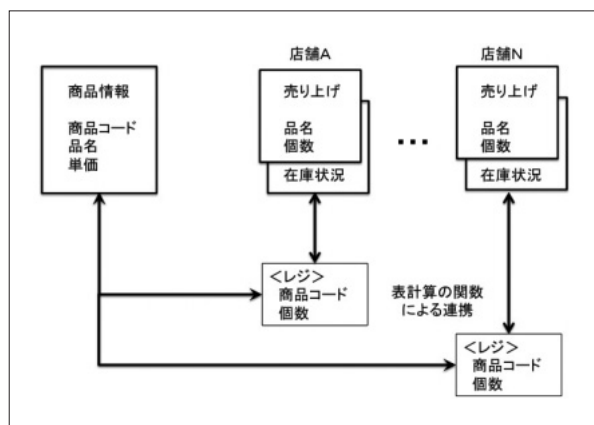 店舗A
店舗N
商品情報
商品コード
品名
単価
売り上げ
品名
個数
在庫状況
・・・
売り上げ
品名
個数
在庫状況
<レジ>
商品コード
個数
表計算の関数
による連携
<レジ>
商品コード
個数